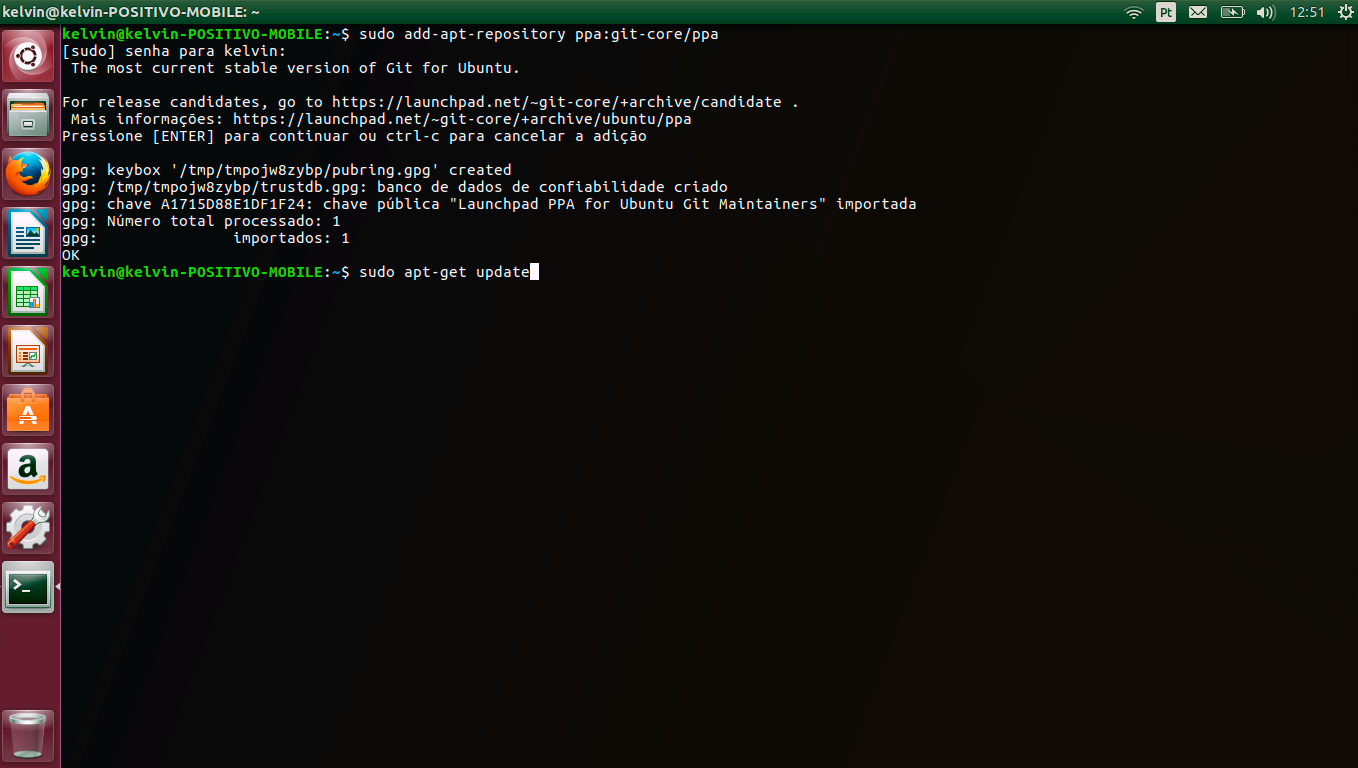 kelvin@kelvin-POSITIVO-MOBILE: ~
Pt
12:51
kelvin@kelvin-POSITIVO-MOBILE:~$ sudo add-apt-repository ppa:git-core/ppa
[sudo] senha para kelvin:
 The most current stable version of Git for Ubuntu.
For release candidates, go to https://launchpad.net/~git-core/+archive/candidate .
 Mais informações: https://launchpad.net/~git-core/+archive/ubuntu/ppa
Pressione [ENTER] para continuar ou ctrl-c para cancelar a adição
gpg: keybox '/tmp/tmpojw8zybp/pubring.gpg' created
gpg: /tmp/tmpojw8zybp/trustdb.gpg: banco de dados de confiabilidade criado
gpg: chave A1715D88E1DF1F24: chave pública "Launchpad PPA for Ubuntu Git Maintainers" importada
gpg: Número total processado: 1
gpg:               importados: 1
OK
kelvin@kelvin-POSITIVO-MOBILE:~$ sudo apt-get update